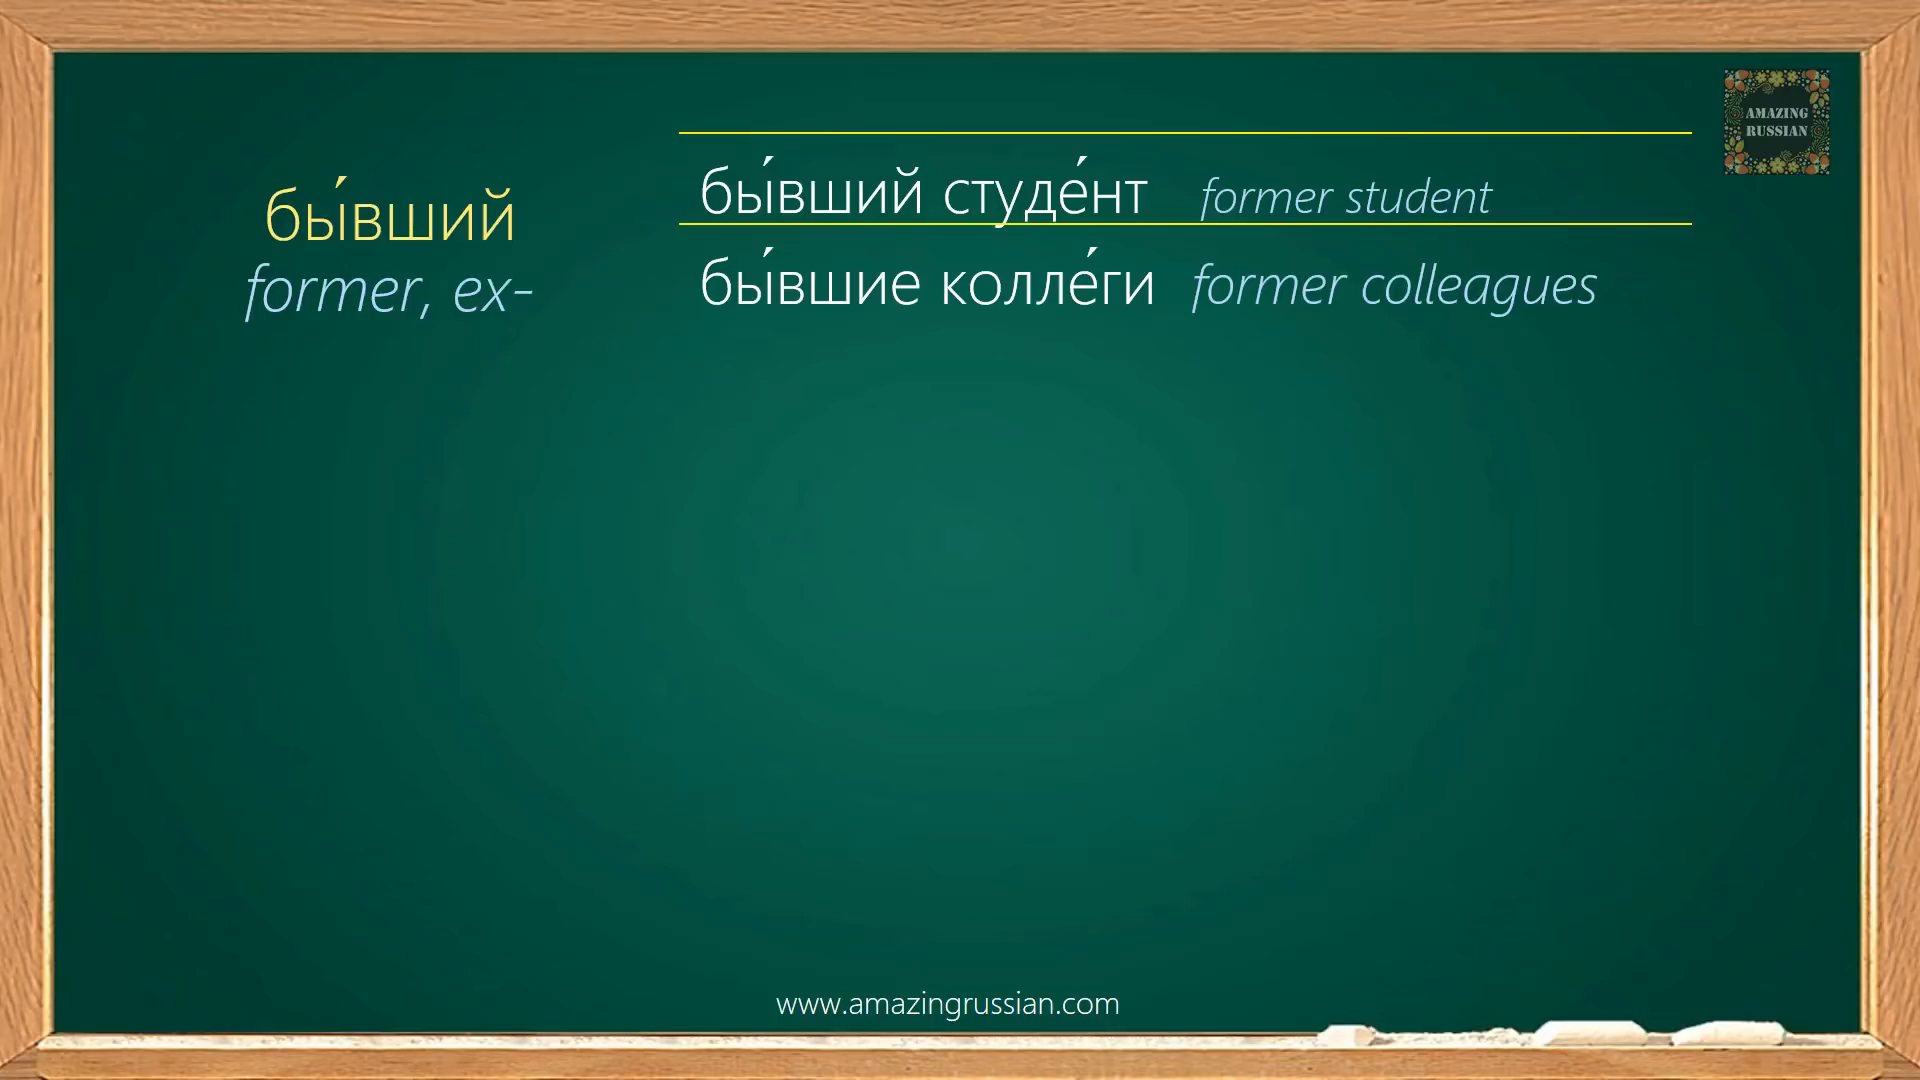 бы́вший
former, ex-
бы́вший студе́нт former student
бы́вшие колле́ги former colleagues
AMAZING
RUSSIAN
www.amazingrussian.com